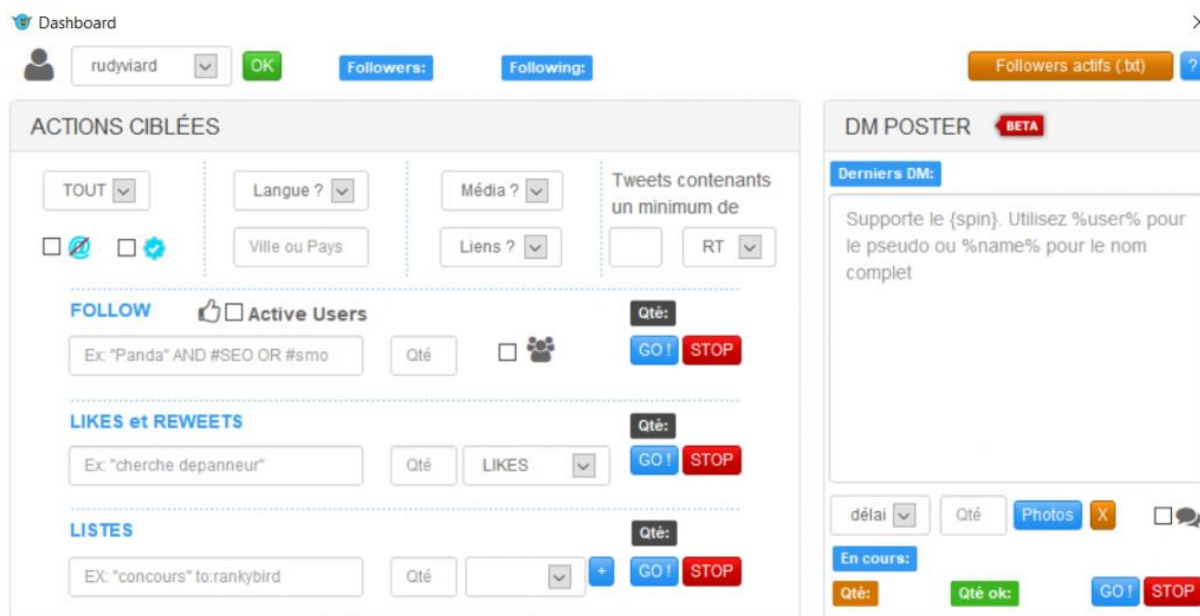 Dashboard
rudyviard OK Followers: Following: Followers actifs (.txt) ?
ACTIONS CIBLÉES
TOUT Langue ? Média ? Tweets contenants
un minimum de
Ville ou Pays Liens ? RT
FOLLOW Active Users Qté:
Ex: "Panda" AND #SEO OR #smo Qté GO ! STOP
LIKES et REWEETS Qté:
Ex: "cherche depanneur" Qté LIKES GO ! STOP
LISTES Qté:
EX: "concours" to:rankybird Qté + GO ! STOP
DM POSTER BETA
Derniers DM:
Supporte le {spin}. Utilisez %user% pour
le pseudo ou %name% pour le nom
complet
délai Qté Photos X
En cours:
Qté: Qté ok: GO ! STOP